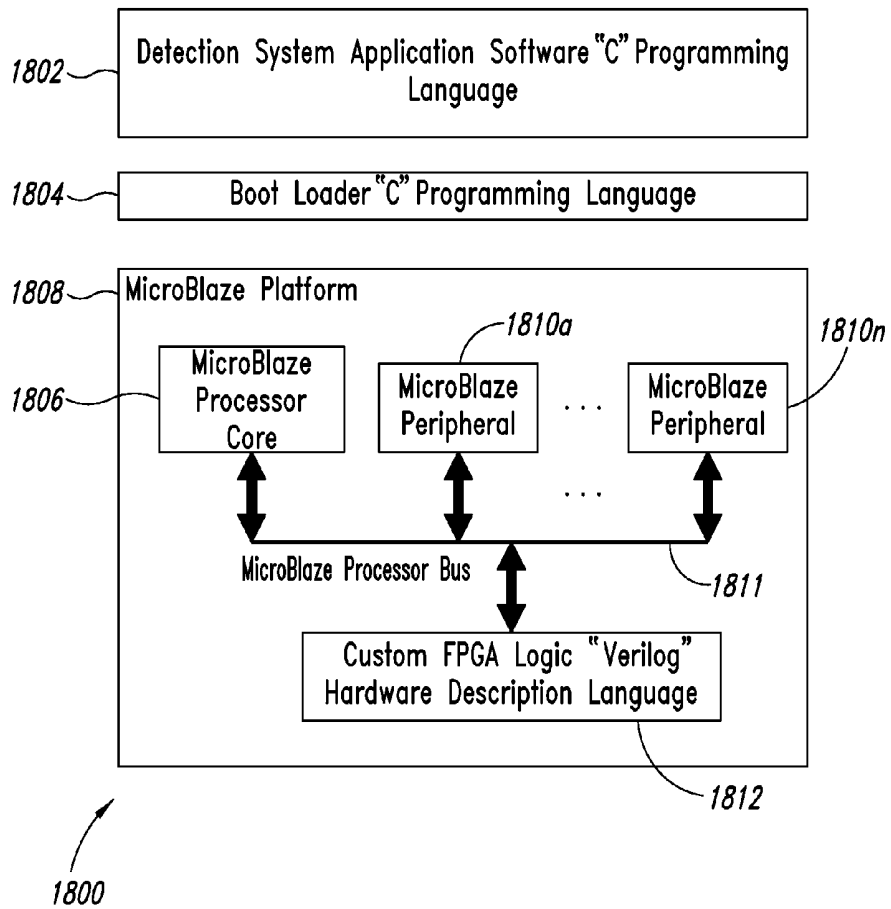 1802
Detection System Application Software "C" Programming
Language
1804
Boot Loader "C" Programming Language
1808
MicroBlaze Platform
1810a
1810n
1806
MicroBlaze
Processor
Core
MicroBlaze
Peripheral
. . .
MicroBlaze
Peripheral
. . .
MicroBlaze Processor Bus
1811
Custom FPGA Logic "Verilog"
Hardware Description Language
1812
1800